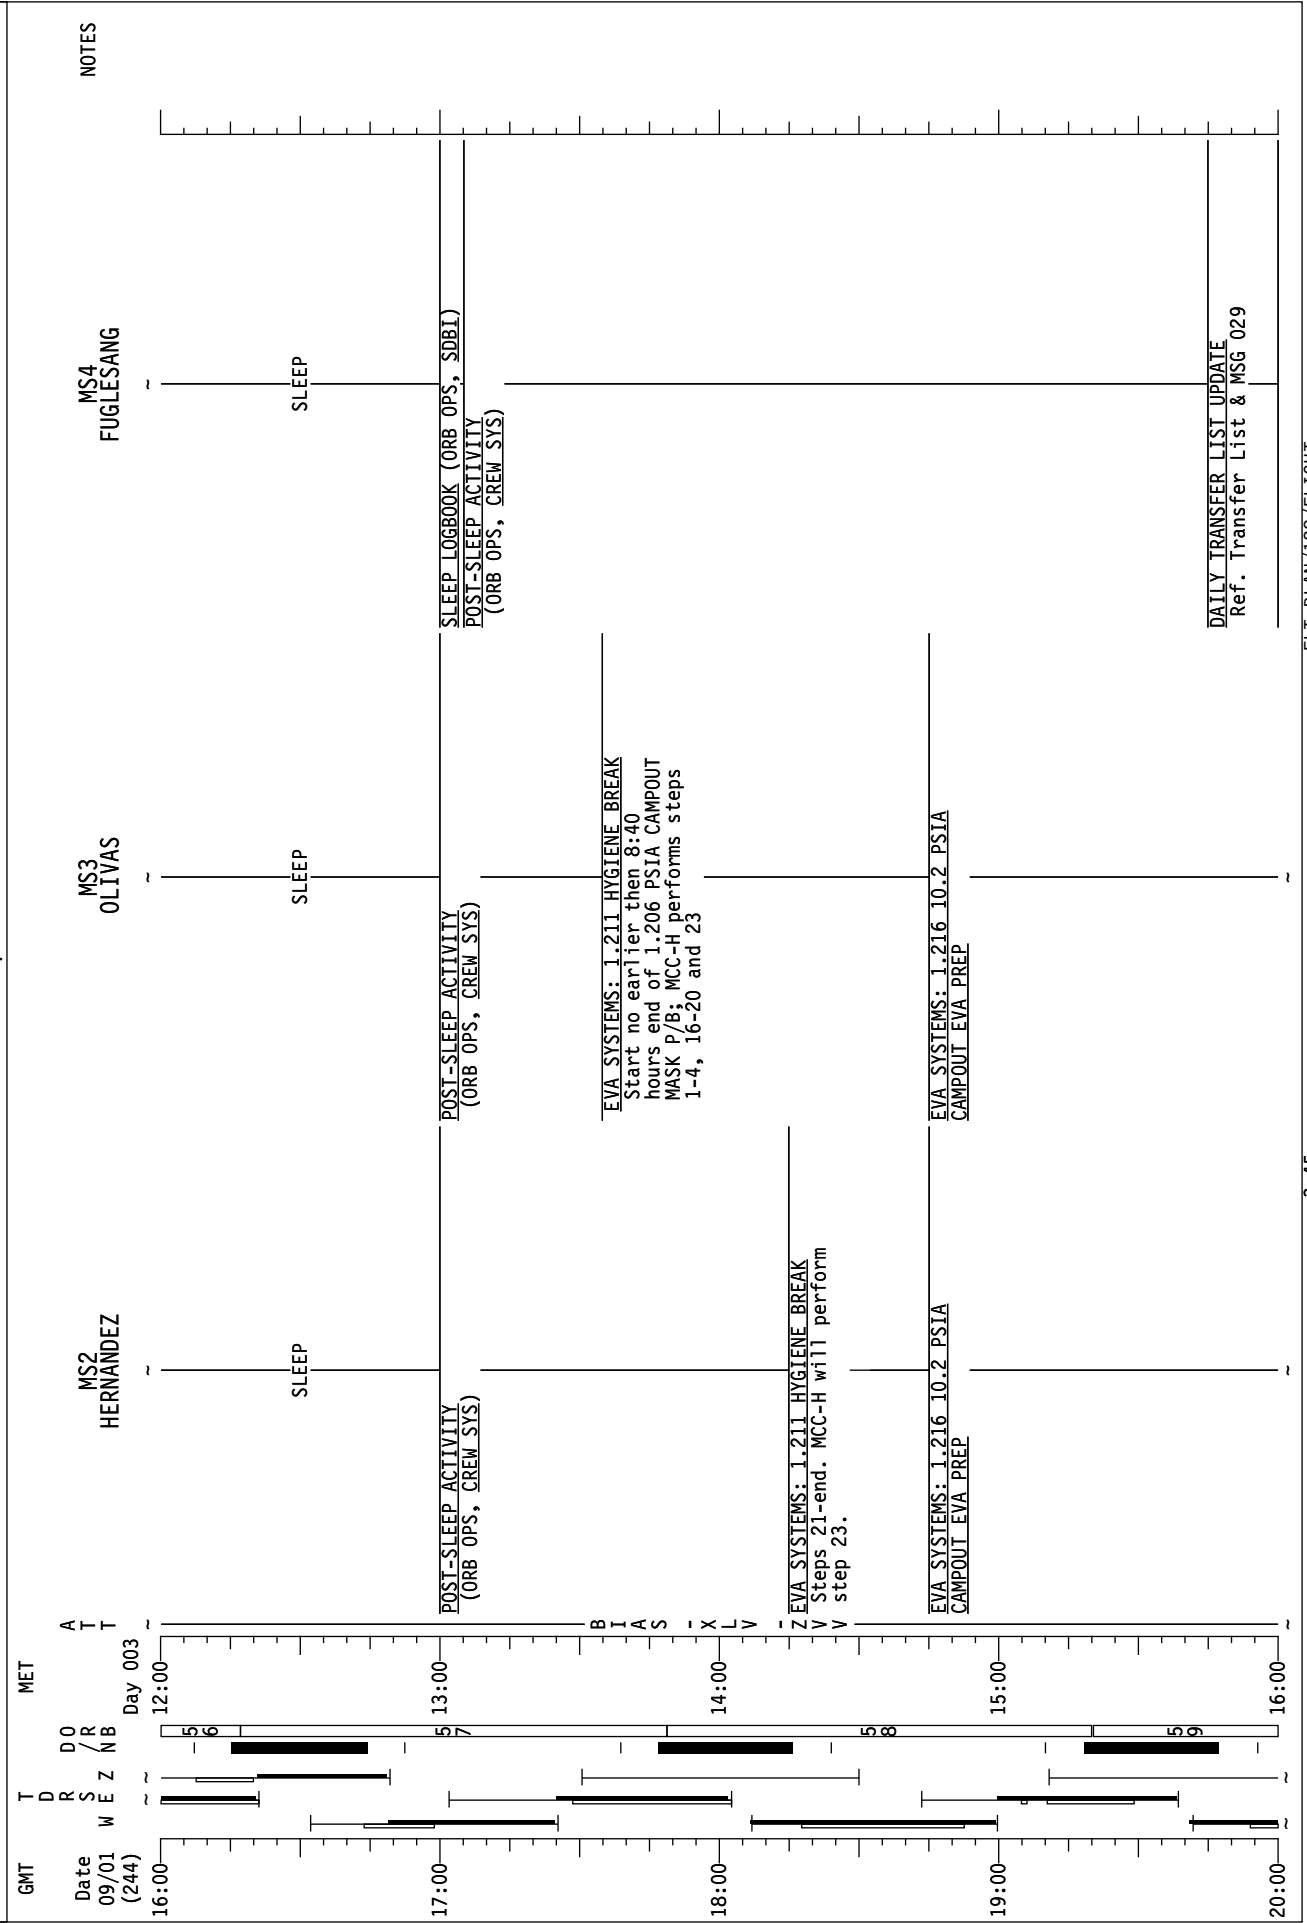 GMT
Date
09/01
(244)
16:00
17:00
18:00
19:00
20:00
T
D
R
S
W E Z
D O
/ R
N B
56
57
58
59
MET
Day 003
12:00
13:00
14:00
15:00
16:00
A
T
T
~
BIAS -XLV -ZVV
~
MS2
HERNANDEZ
~
SLEEP
POST-SLEEP ACTIVITY
(ORB OPS, CREW SYS)
EVA SYSTEMS: 1.211 HYGIENE BREAK
Steps 21-end. MCC-H will perform
step 23.
EVA SYSTEMS: 1.216 10.2 PSIA
CAMPOUT EVA PREP
~
MS3
OLIVAS
~
SLEEP
POST-SLEEP ACTIVITY
(ORB OPS, CREW SYS)
EVA SYSTEMS: 1.211 HYGIENE BREAK
Start no earlier then 8:40
hours end of 1.206 PSIA CAMPOUT
MASK P/B; MCC-H performs steps
1-4, 16-20 and 23
EVA SYSTEMS: 1.216 10.2 PSIA
CAMPOUT EVA PREP
~
MS4
FUGLESANG
~
SLEEP
SLEEP LOGBOOK (ORB OPS, SDBI)
POST-SLEEP ACTIVITY
(ORB OPS, CREW SYS)
DAILY TRANSFER LIST UPDATE
Ref. Transfer List & MSG 029
NOTES